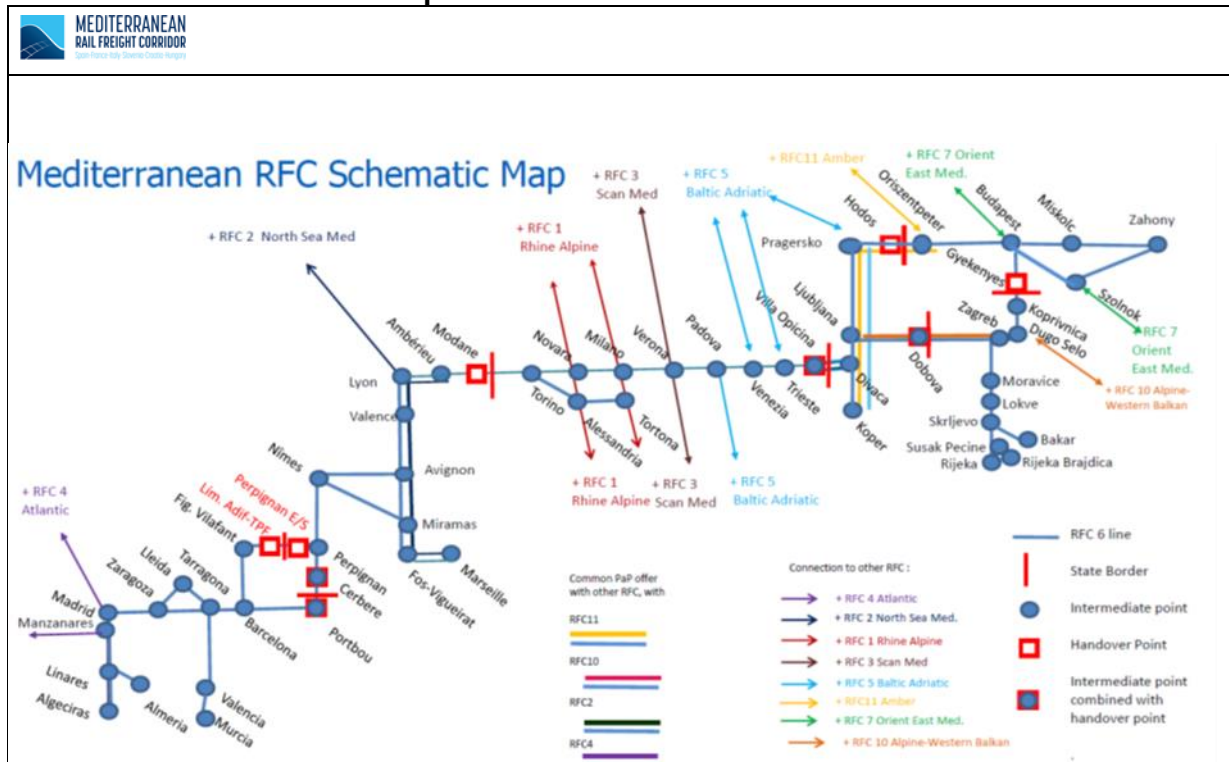 MEDITERRANEAN
RAIL FREIGHT CORRIDOR
Spain-France-Italy-Slovenia-Croatia-Hungary
Mediterranean RFC Schematic Map
+ RFC 2 North Sea Med
+ RFC 1
Rhine Alpine
+ RFC 3
Scan Med
+ RFC 5
Baltic Adriatic
+ RFC11 Amber
+ RFC 7 Orient
East Med.
Hodos
Oriszentpeter
Budapest
Miskolc
Zahony
Pragersko
Gyekenyes
Szolnok
Koprivnica
Dugo Selo
Zagreb
Ljubljana
Villa Opicina
Dobova
Divaca
Koper
+ RFC 7
Orient
East Med.
+ RFC 10 Alpine-
Western Balkan
Moravice
Lokve
Skrljevo
Bakar
Susak Pecine
Rijeka
Rijeka Brajdica
Ambérieu
Modane
Novara
Milano
Verona
Padova
Venezia
Trieste
Torino
Alessandria
Tortona
Lyon
Valence
Avignon
Nimes
Miramas
Fos-Vigueirat
Marseille
+ RFC 1
Rhine Alpine
+ RFC 3
Scan Med
+ RFC 5
Baltic Adriatic
+ RFC 4
Atlantic
Perpignan E/S
Lim. Adif-TPF
Fig. Vilafant
Perpignan
Cerbere
Portbou
Tarragona
Lleida
Zaragoza
Madrid
Manzanares
Barcelona
Linares
Algeciras
Almeria
Valencia
Murcia
Common PaP offer
with other RFC, with
RFC11
RFC10
RFC2
RFC4
Connection to other RFC :
+ RFC 4 Atlantic
+ RFC 2 North Sea Med.
+ RFC 1 Rhine Alpine
+ RFC 3 Scan Med
+ RFC 5 Baltic Adriatic
+ RFC11 Amber
+ RFC 7 Orient East Med.
+ RFC 10 Alpine-Western Balkan
RFC 6 line
State Border
Intermediate point
Handover Point
Intermediate point
combined with
handover point